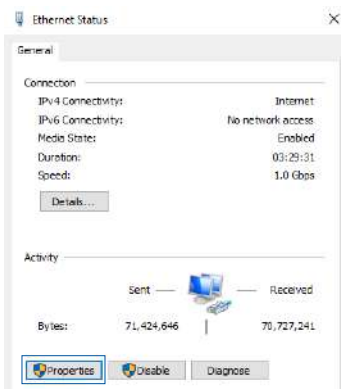 Ethernet Status
General
Connection
IPv4 Connectivity: Internet
IPv6 Connectivity: No network access
Media State: Enabled
Duration: 03:29:31
Speed: 1.0 Gbps
Details...
Activity
Sent Received
Bytes: 71,424,646 70,727,241
Properties Disable Diagnose